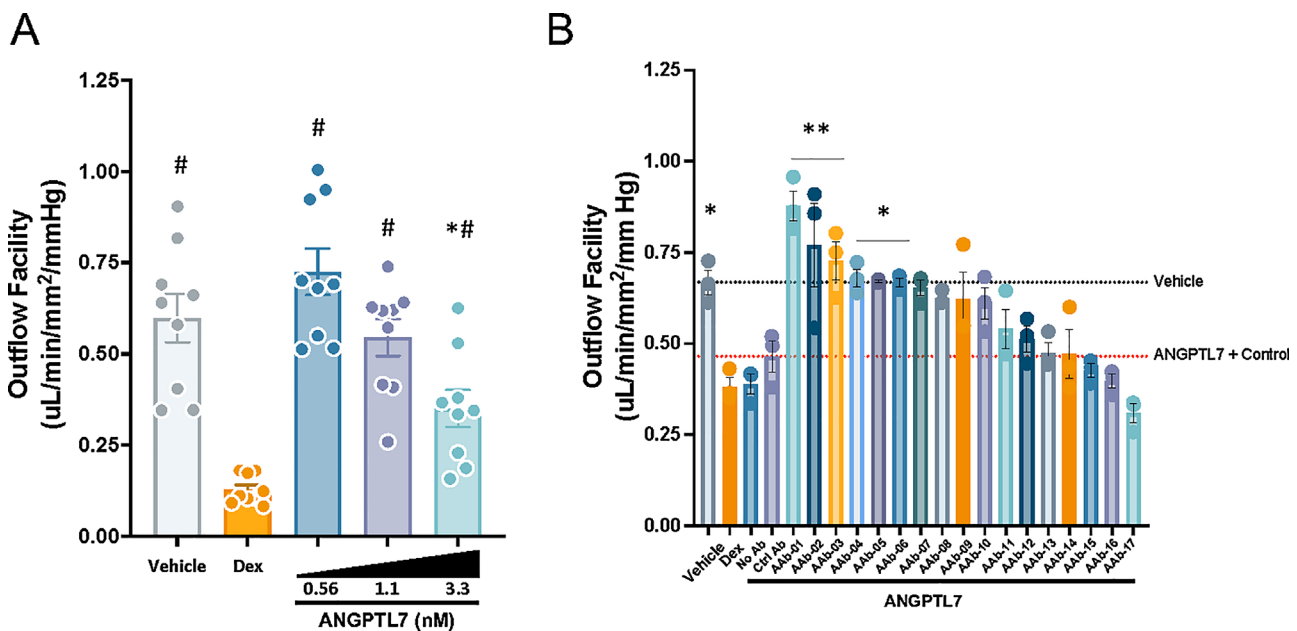 A
Outflow Facility
(uL/min/mm²/mmHg)
1.25
1.00
0.75
0.50
0.25
0.00
#
#
#
*#
Vehicle
Dex
0.56
1.1
3.3
ANGPTL7 (nM)
B
Outflow Facility
(uL/min/mm²/mm Hg)
1.25
1.00
0.75
0.50
0.25
0.00
*
**
*
Vehicle
ANGPTL7 + Control
Vehicle
Dex
No Ab
Ctrl Ab
AAb-01
AAb-02
AAb-03
AAb-04
AAb-05
AAb-06
AAb-07
AAb-08
AAb-09
AAb-10
AAb-11
AAb-12
AAb-13
AAb-14
AAb-15
AAb-16
AAb-17
ANGPTL7